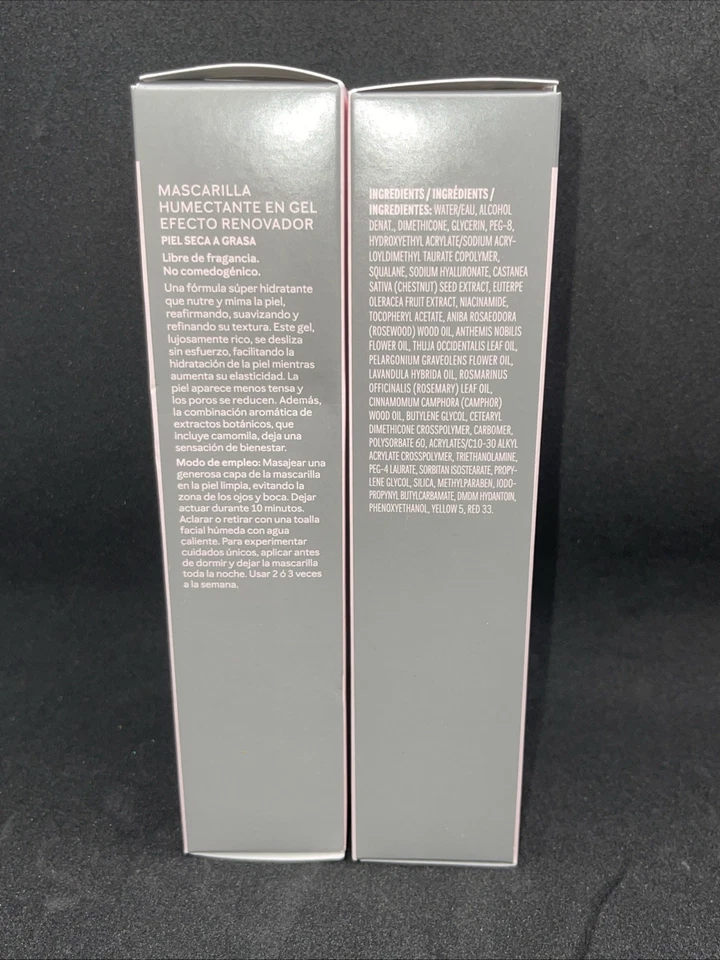 MASCARILLA
HUMECTANTE EN GEL
EFECTO RENOVADOR
PIEL SECA A GRASA
Libre de fragancia.
No comedogénico.
Una fórmula súper hidratante
que nutre y mima la piel,
reafirmando, suavizando y
refinando su textura. Este gel,
lujosamente rico, se desliza
sin esfuerzo, facilitando la
hidratación de la piel mientras
aumenta su elasticidad. La
piel aparece menos tensa y
los poros se reducen. Además,
la combinación aromática de
extractos botánicos, que
incluye camomila, deja una
sensación de bienestar.
Modo de empleo: Masajear una
generosa capa de la mascarilla
en la piel limpia, evitando la
zona de los ojos y boca. Dejar
actuar durante 10 minutos.
Aclarar o retirar con una toalla
facial húmeda con agua
caliente. Para experimentar
cuidados únicos, aplicar antes
de dormir y dejar la mascarilla
toda la noche. Usar 2 ó 3 veces
a la semana.
INGREDIENTS / INGRÉDIENTS /
INGREDIENTES: WATER/EAU, ALCOHOL
DENAT., DIMETHICONE, GLYCERIN, PEG-8,
HYDROXYETHYL ACRYLATE/SODIUM ACRY-
LOYLDIMETHYL TAURATE COPOLYMER,
SQUALANE, SODIUM HYALURONATE, CASTANEA
SATIVA (CHESTNUT) SEED EXTRACT, EUTERPE
OLERACEA FRUIT EXTRACT, NIACINAMIDE,
TOCOPHERYL ACETATE, ANIBA ROSAEODORA
(ROSEWOOD) WOOD OIL, ANTHEMIS NOBILIS
FLOWER OIL, THUJA OCCIDENTALIS LEAF OIL,
PELARGONIUM GRAVEOLENS FLOWER OIL,
LAVANDULA HYBRIDA OIL, ROSMARINUS
OFFICINALIS (ROSEMARY) LEAF OIL,
CINNAMOMUM CAMPHORA (CAMPHOR)
WOOD OIL, BUTYLENE GLYCOL, CETEARYL
DIMETHICONE CROSSPOLYMER, CARBOMER,
POLYSORBATE 60, ACRYLATES/C10-30 ALKYL
ACRYLATE CROSSPOLYMER, TRIETHANOLAMINE,
PEG-4 LAURATE, SORBITAN ISOSTEARATE, PROPY-
LENE GLYCOL, SILICA, METHYLPARABEN, IODO-
PROPYNYL BUTYLCARBAMATE, DMDM HYDANTOIN,
PHENOXYETHANOL, YELLOW 5, RED 33.